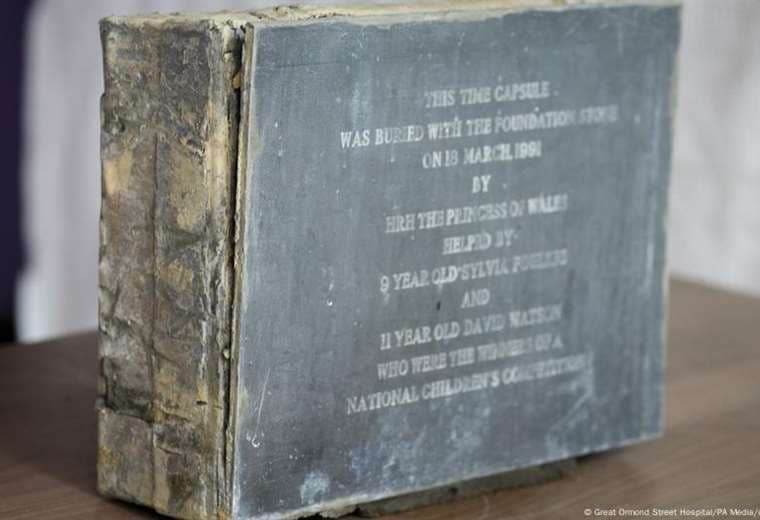 THIS TIME CAPSULE
WAS BURIED WITH THE FOUNDATION STONE
ON 18 MARCH, 1991
BY
HRH THE PRINCESS OF WALES
HELPED BY
9 YEAR OLD SYLVIA
AND
11 YEAR OLD DAVID WATSON
WHO WERE THE WINNERS OF A
NATIONAL CHILDREN'S COMPETITION
© Great Ormond Street Hospital/PA Media/